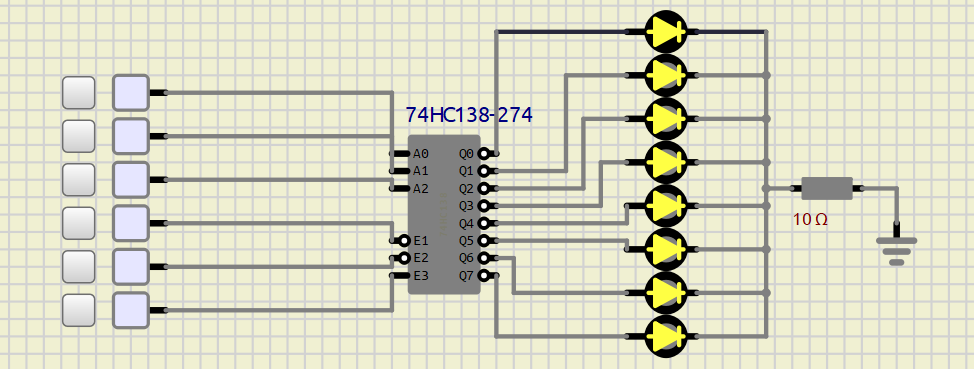 74HC138-274
A0 Q0
A1 Q1
A2 Q2
Q3
Q4
E1 Q5
E2 Q6
E3 Q7
10 Ω